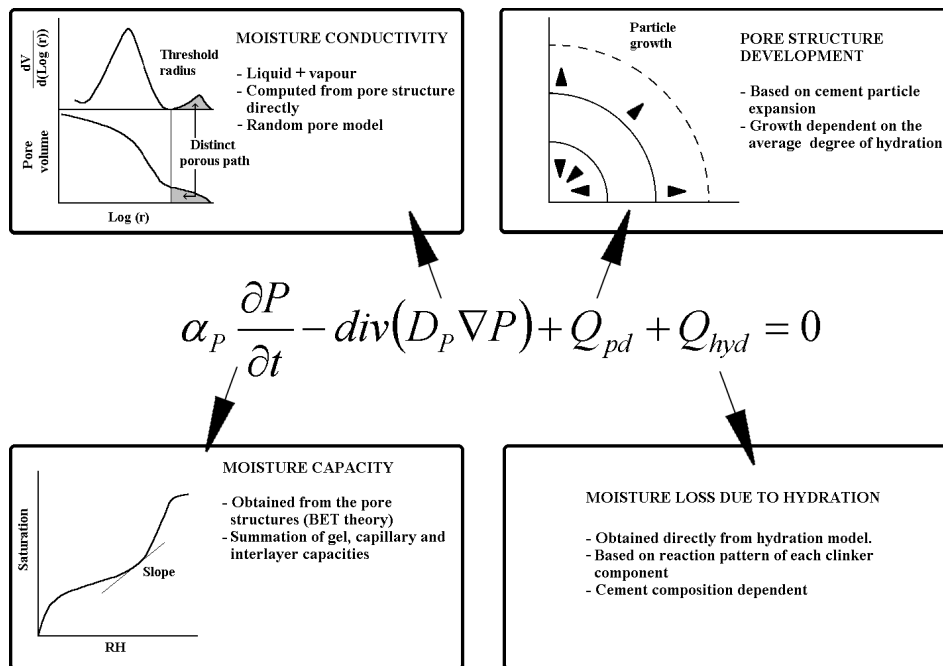 dV
d(Log (r))
Threshold
radius
Pore
volume
Distinct
porous path
Log (r)
MOISTURE CONDUCTIVITY
- Liquid + vapour
- Computed from pore structure
directly
- Random pore model
Particle
growth
PORE STRUCTURE
DEVELOPMENT
- Based on cement particle
expansion
- Growth dependent on the
average degree of hydration
α_P ∂P/∂t − div(D_P ∇P) + Q_pd + Q_hyd = 0
Saturation
Slope
RH
MOISTURE CAPACITY
- Obtained from the pore
structures (BET theory)
- Summation of gel, capillary and
interlayer capacities
MOISTURE LOSS DUE TO HYDRATION
- Obtained directly from hydration model.
- Based on reaction pattern of each clinker
component
- Cement composition dependent